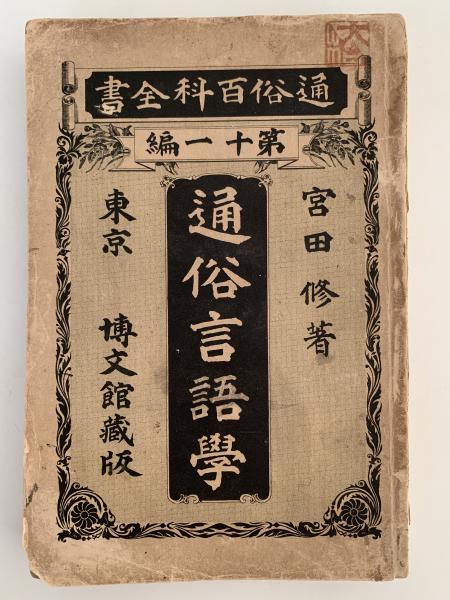 通俗百科全書
第十一編
宮田修著
通俗言語學
東京 博文館藏版